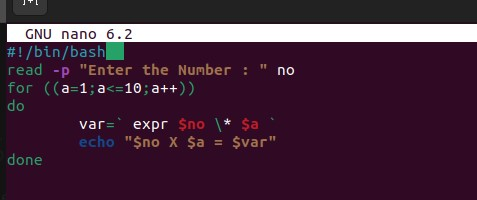 GNU nano 6.2
#!/bin/bash
read -p "Enter the Number : " no
for ((a=1;a<=10;a++))
do
        var=` expr $no \* $a `
        echo "$no X $a = $var"
done